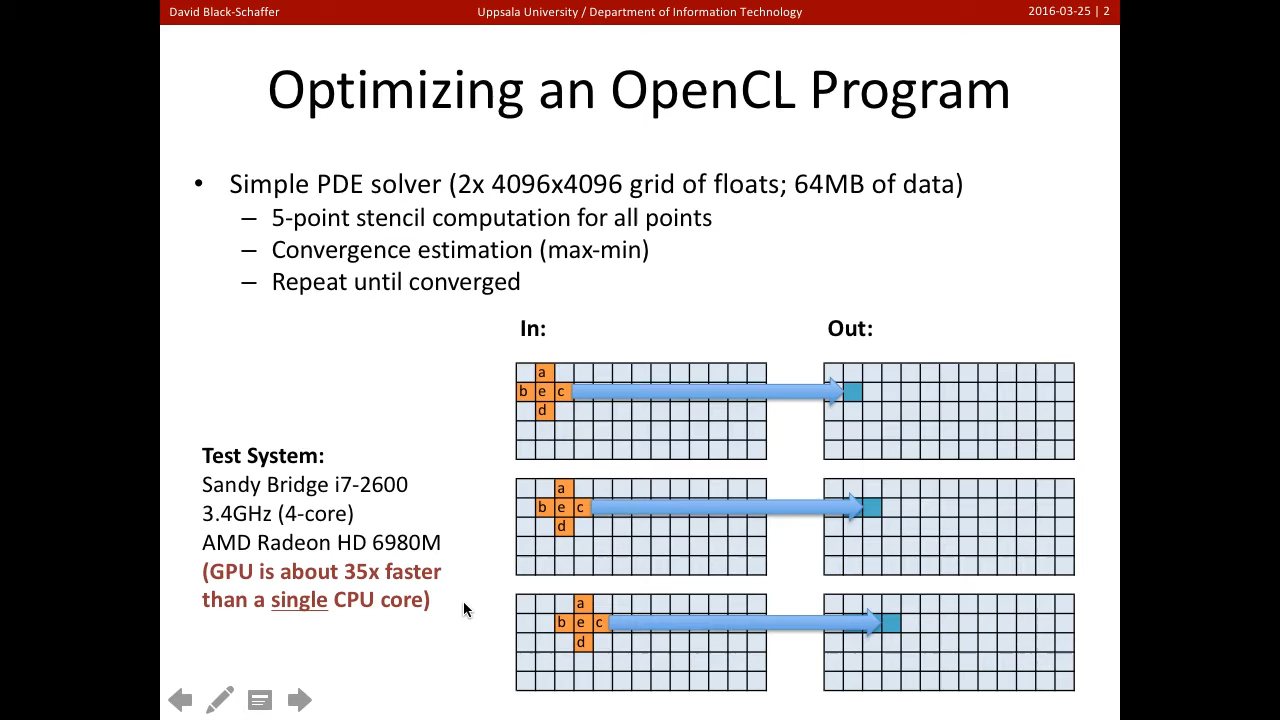 David Black-Schaffer
Uppsala University / Department of Information Technology
2016-03-25 | 2
Optimizing an OpenCL Program
• Simple PDE solver (2x 4096x4096 grid of floats; 64MB of data)
– 5-point stencil computation for all points
– Convergence estimation (max-min)
– Repeat until converged
In:
Out:
a
b e c
d
a
b e c
d
a
b e c
d
Test System:
Sandy Bridge i7-2600
3.4GHz (4-core)
AMD Radeon HD 6980M
(GPU is about 35x faster
than a single CPU core)